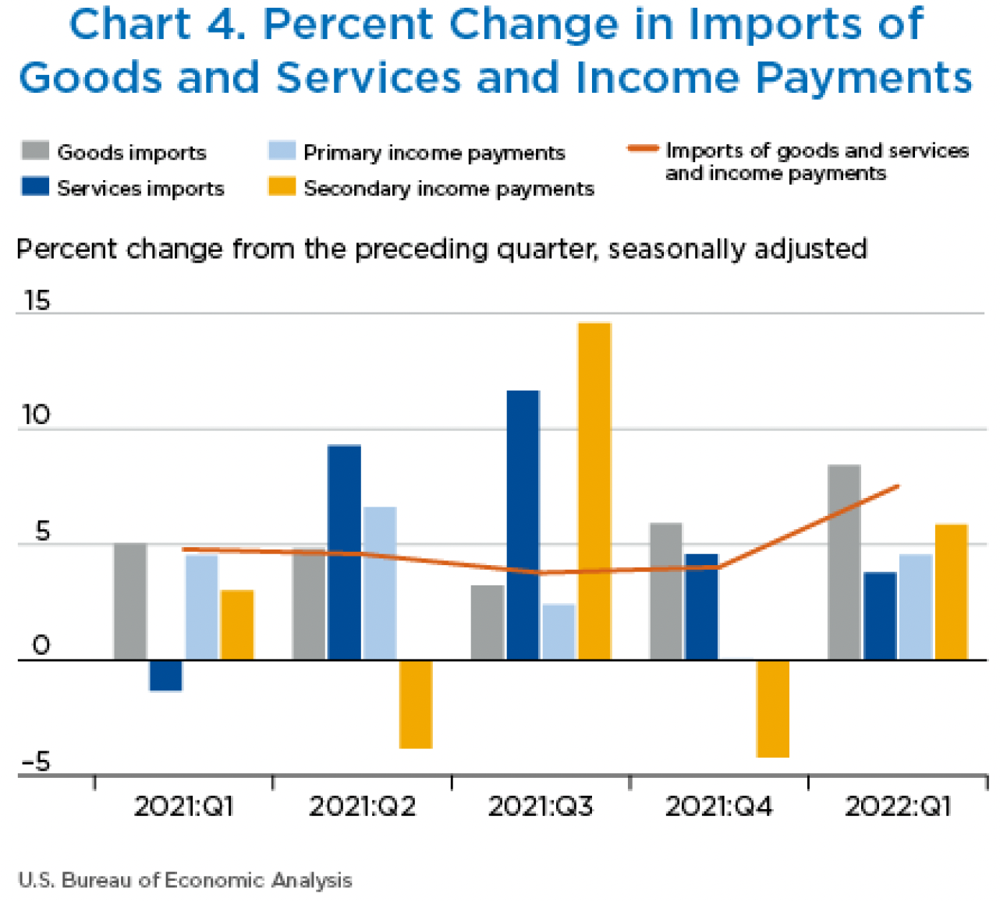 Chart 4. Percent Change in Imports of
Goods and Services and Income Payments
Goods imports
Services imports
Primary income payments
Secondary income payments
Imports of goods and services
and income payments
Percent change from the preceding quarter, seasonally adjusted
15
10
5
0
−5
2021:Q1 2021:Q2 2021:Q3 2021:Q4 2022:Q1
U.S. Bureau of Economic Analysis